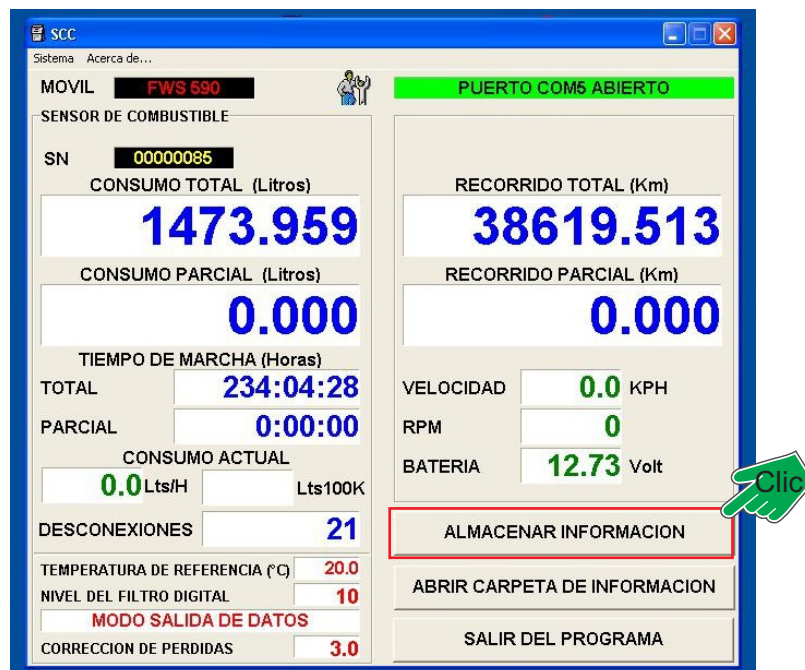 SCC
Sistema Acerca de...
MOVIL FWS 590
PUERTO COM5 ABIERTO
SENSOR DE COMBUSTIBLE
SN 00000085
CONSUMO TOTAL (Litros)
1473.959
CONSUMO PARCIAL (Litros)
0.000
TIEMPO DE MARCHA (Horas)
TOTAL 234:04:28
PARCIAL 0:00:00
CONSUMO ACTUAL
0.0 Lts/H Lts100K
DESCONEXIONES 21
TEMPERATURA DE REFERENCIA (ºC) 20.0
NIVEL DEL FILTRO DIGITAL 10
MODO SALIDA DE DATOS
CORRECCION DE PERDIDAS 3.0
RECORRIDO TOTAL (Km)
38619.513
RECORRIDO PARCIAL (Km)
0.000
VELOCIDAD 0.0 KPH
RPM 0
BATERIA 12.73 Volt
Clic
ALMACENAR INFORMACION
ABRIR CARPETA DE INFORMACION
SALIR DEL PROGRAMA